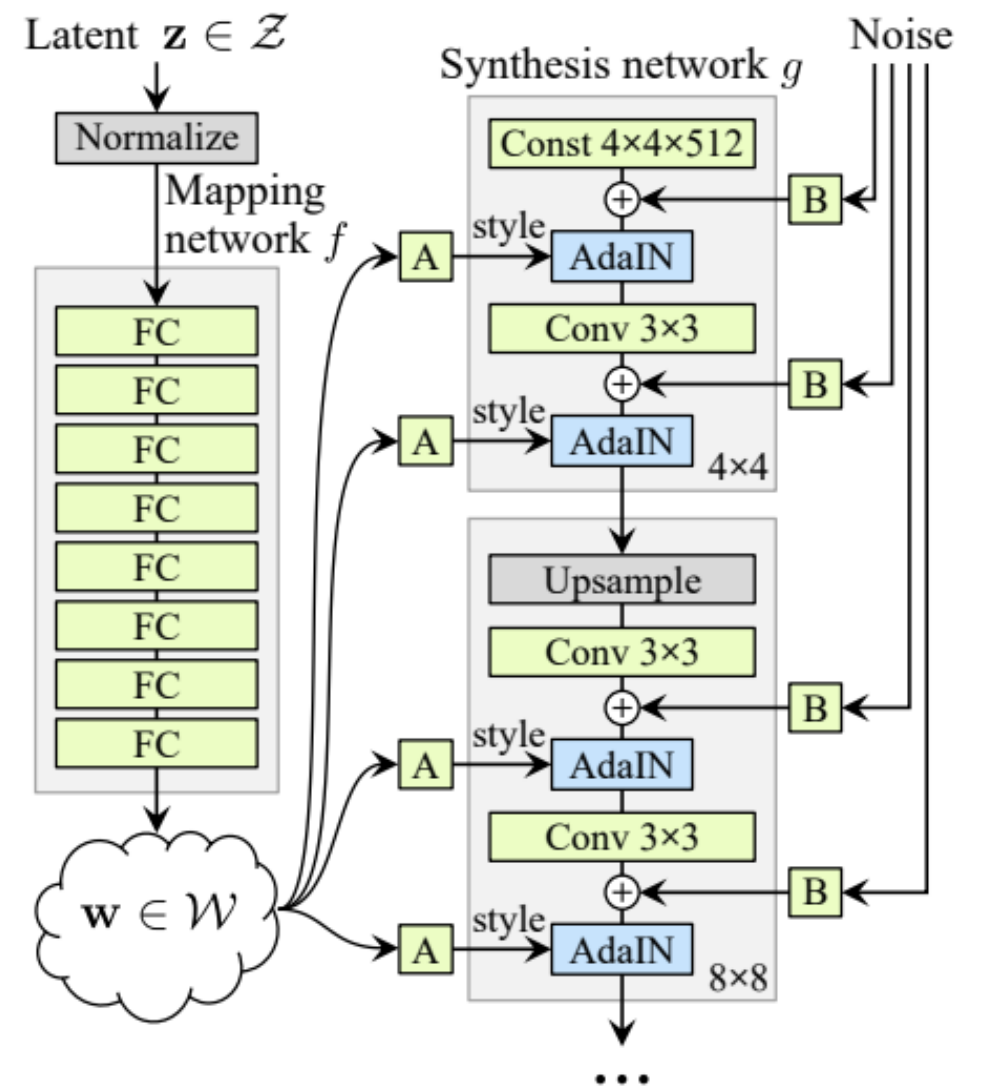 Latent z ∈ 𝒵
Normalize
Mapping
network f
FC
FC
FC
FC
FC
FC
FC
FC
w ∈ 𝒲
Synthesis network g
Noise
Const 4×4×512
+
B
A
style
AdaIN
Conv 3×3
+
B
A
style
AdaIN
4×4
Upsample
Conv 3×3
+
B
A
style
AdaIN
Conv 3×3
+
B
A
style
AdaIN
8×8
...